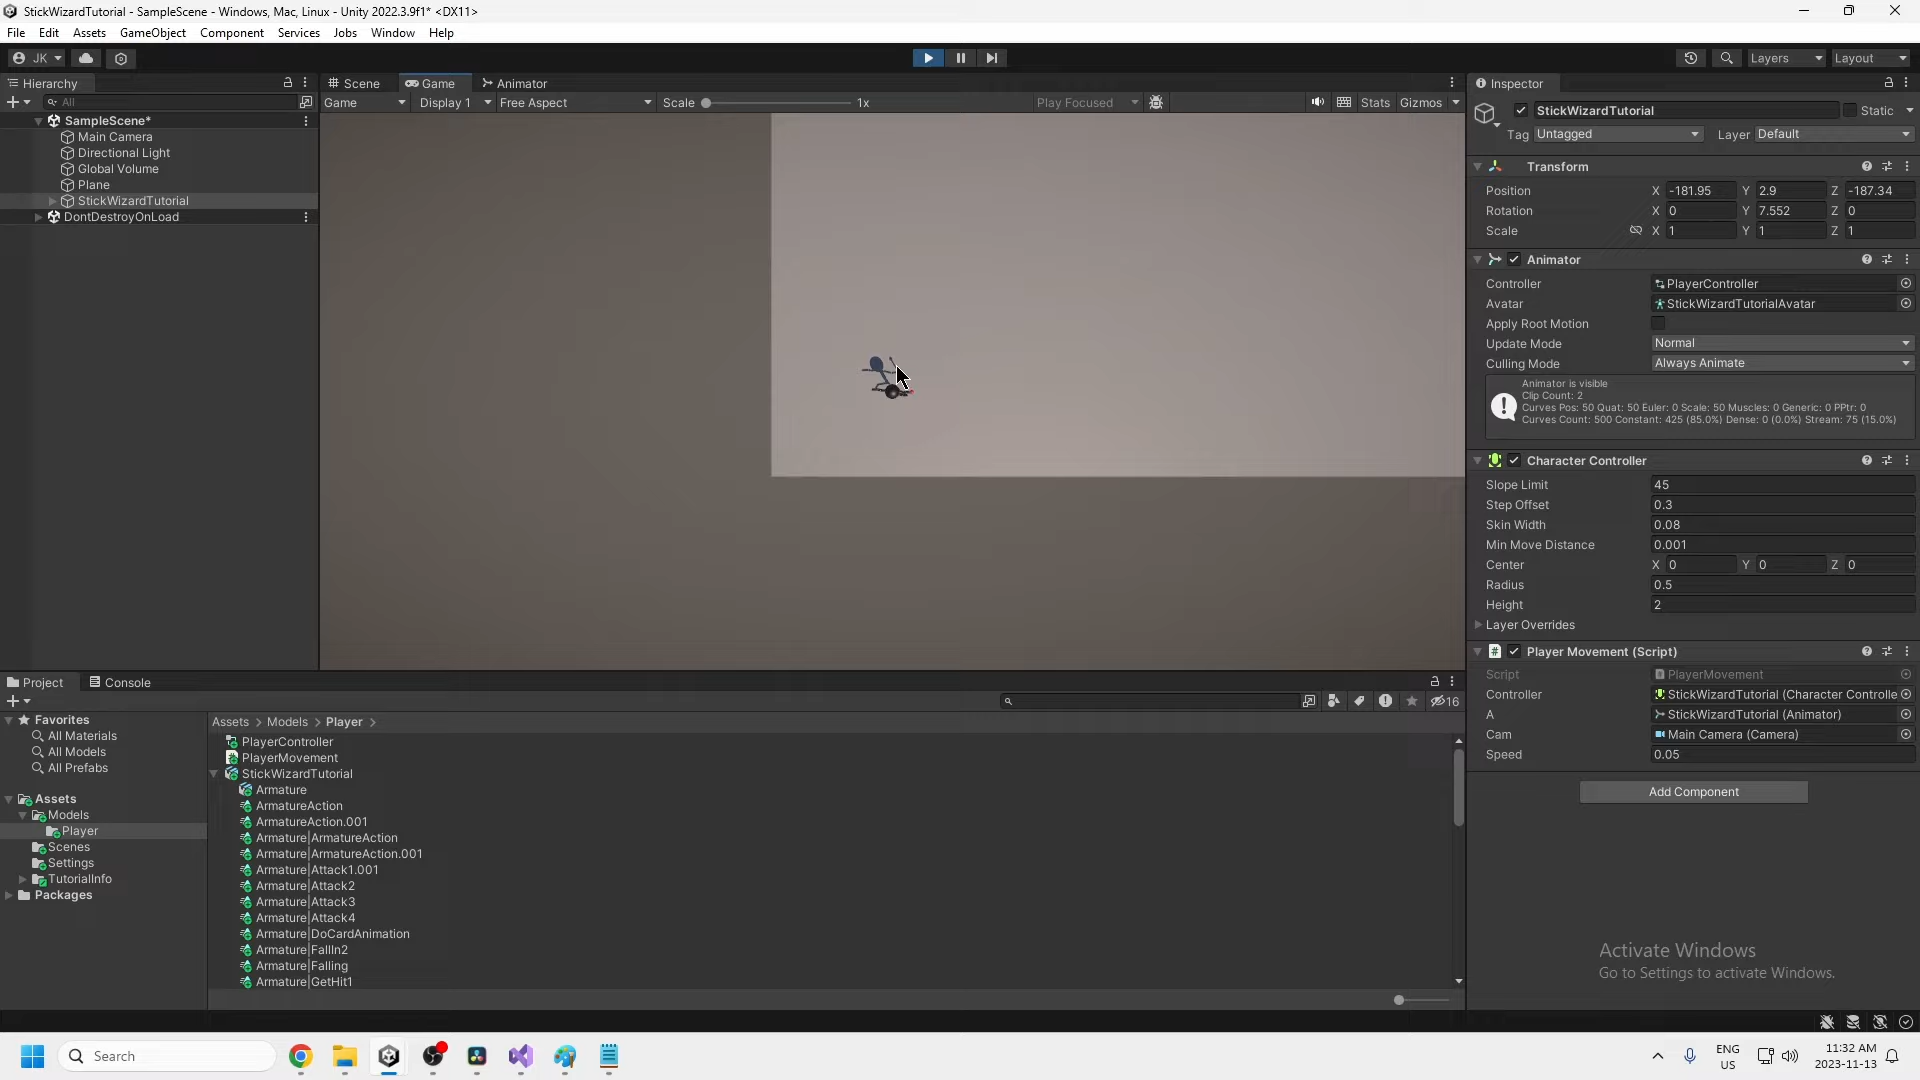 StickWizardTutorial - SampleScene - Windows, Mac, Linux - Unity 2022.3.9f1* <DX11>
File Edit Assets GameObject Component Services Jobs Window Help
JK Layers Layout
Hierarchy
All
SampleScene*
Main Camera
Directional Light
Global Volume
Plane
StickWizardTutorial
DontDestroyOnLoad
Scene Game Animator
Game Display 1 Free Aspect Scale 1x Play Focused Stats Gizmos
Inspector
StickWizardTutorial Static
Tag Untagged Layer Default
Transform
Position X -181.95 Y 2.9 Z -187.34
Rotation X 0 Y 7.552 Z 0
Scale X 1 Y 1 Z 1
Animator
Controller PlayerController
Avatar StickWizardTutorialAvatar
Apply Root Motion
Update Mode Normal
Culling Mode Always Animate
Animator is visible
Clip Count: 2
Curves Pos: 50 Quat: 50 Euler: 0 Scale: 50 Muscles: 0 Generic: 0 PPtr: 0
Curves Count: 500 Constant: 425 (85.0%) Dense: 0 (0.0%) Stream: 75 (15.0%)
Character Controller
Slope Limit 45
Step Offset 0.3
Skin Width 0.08
Min Move Distance 0.001
Center X 0 Y 0 Z 0
Radius 0.5
Height 2
Layer Overrides
Player Movement (Script)
Script PlayerMovement
Controller StickWizardTutorial (Character Controlle
A StickWizardTutorial (Animator)
Cam Main Camera (Camera)
Speed 0.05
Add Component
Project Console
16
Favorites
All Materials
All Models
All Prefabs
Assets
Models
Player
Scenes
Settings
TutorialInfo
Packages
Assets > Models > Player >
PlayerController
PlayerMovement
StickWizardTutorial
Armature
ArmatureAction
ArmatureAction.001
Armature|ArmatureAction
Armature|ArmatureAction.001
Armature|Attack1.001
Armature|Attack2
Armature|Attack3
Armature|Attack4
Armature|DoCardAnimation
Armature|FallIn2
Armature|Falling
Armature|GetHit1
Activate Windows
Go to Settings to activate Windows.
Search
ENG
US
11:32 AM
2023-11-13